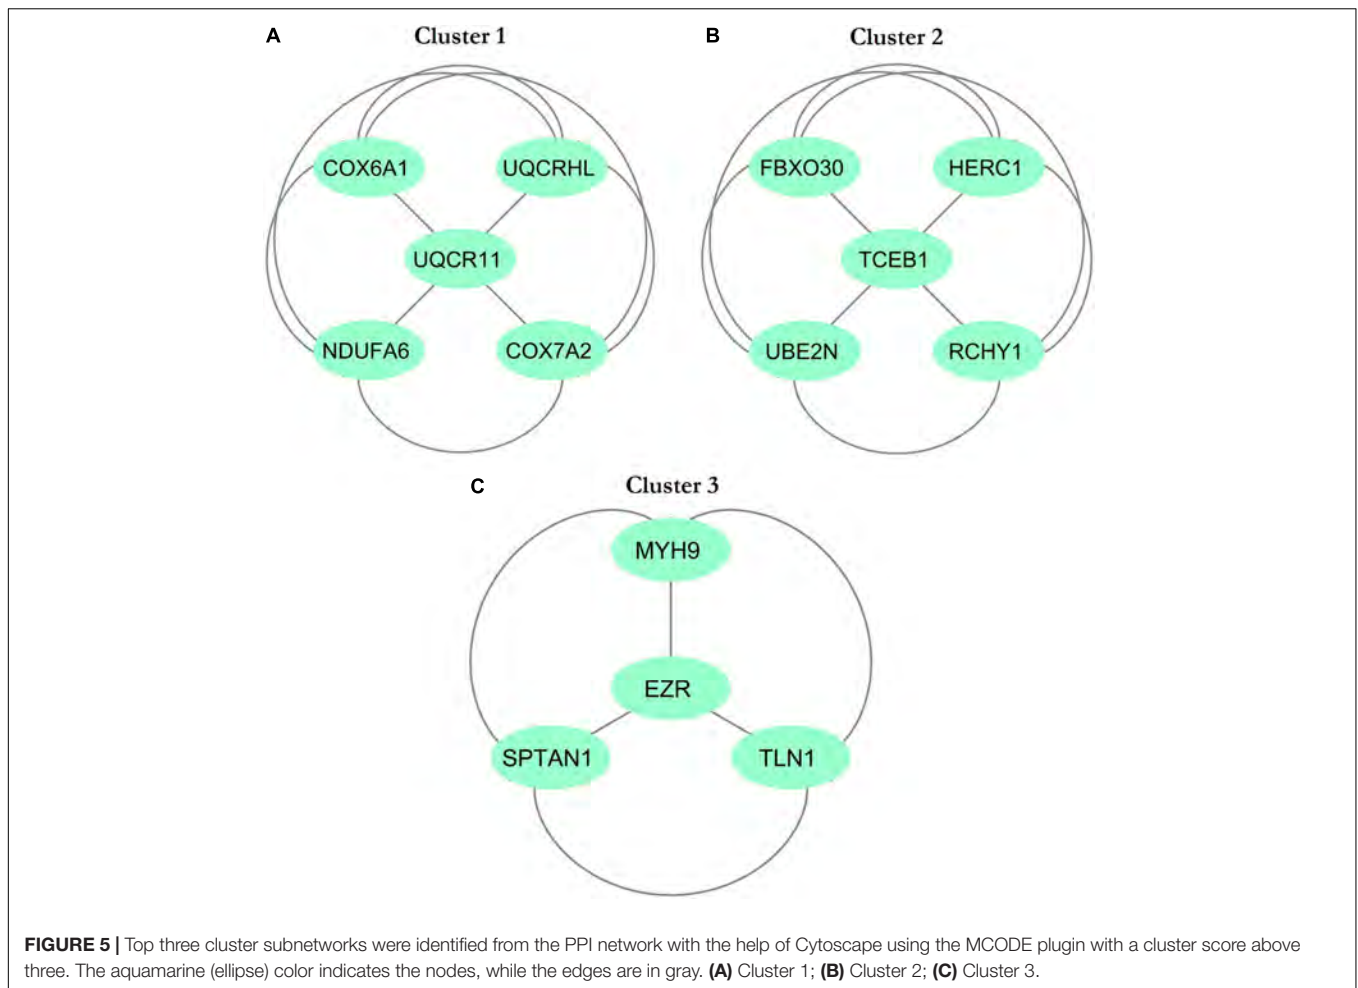 A
Cluster 1
COX6A1
UQCRHL
UQCR11
NDUFA6
COX7A2
B
Cluster 2
FBXO30
HERC1
TCEB1
UBE2N
RCHY1
C
Cluster 3
MYH9
EZR
SPTAN1
TLN1
FIGURE 5 | Top three cluster subnetworks were identified from the PPI network with the help of Cytoscape using the MCODE plugin with a cluster score above
three. The aquamarine (ellipse) color indicates the nodes, while the edges are in gray. (A) Cluster 1; (B) Cluster 2; (C) Cluster 3.